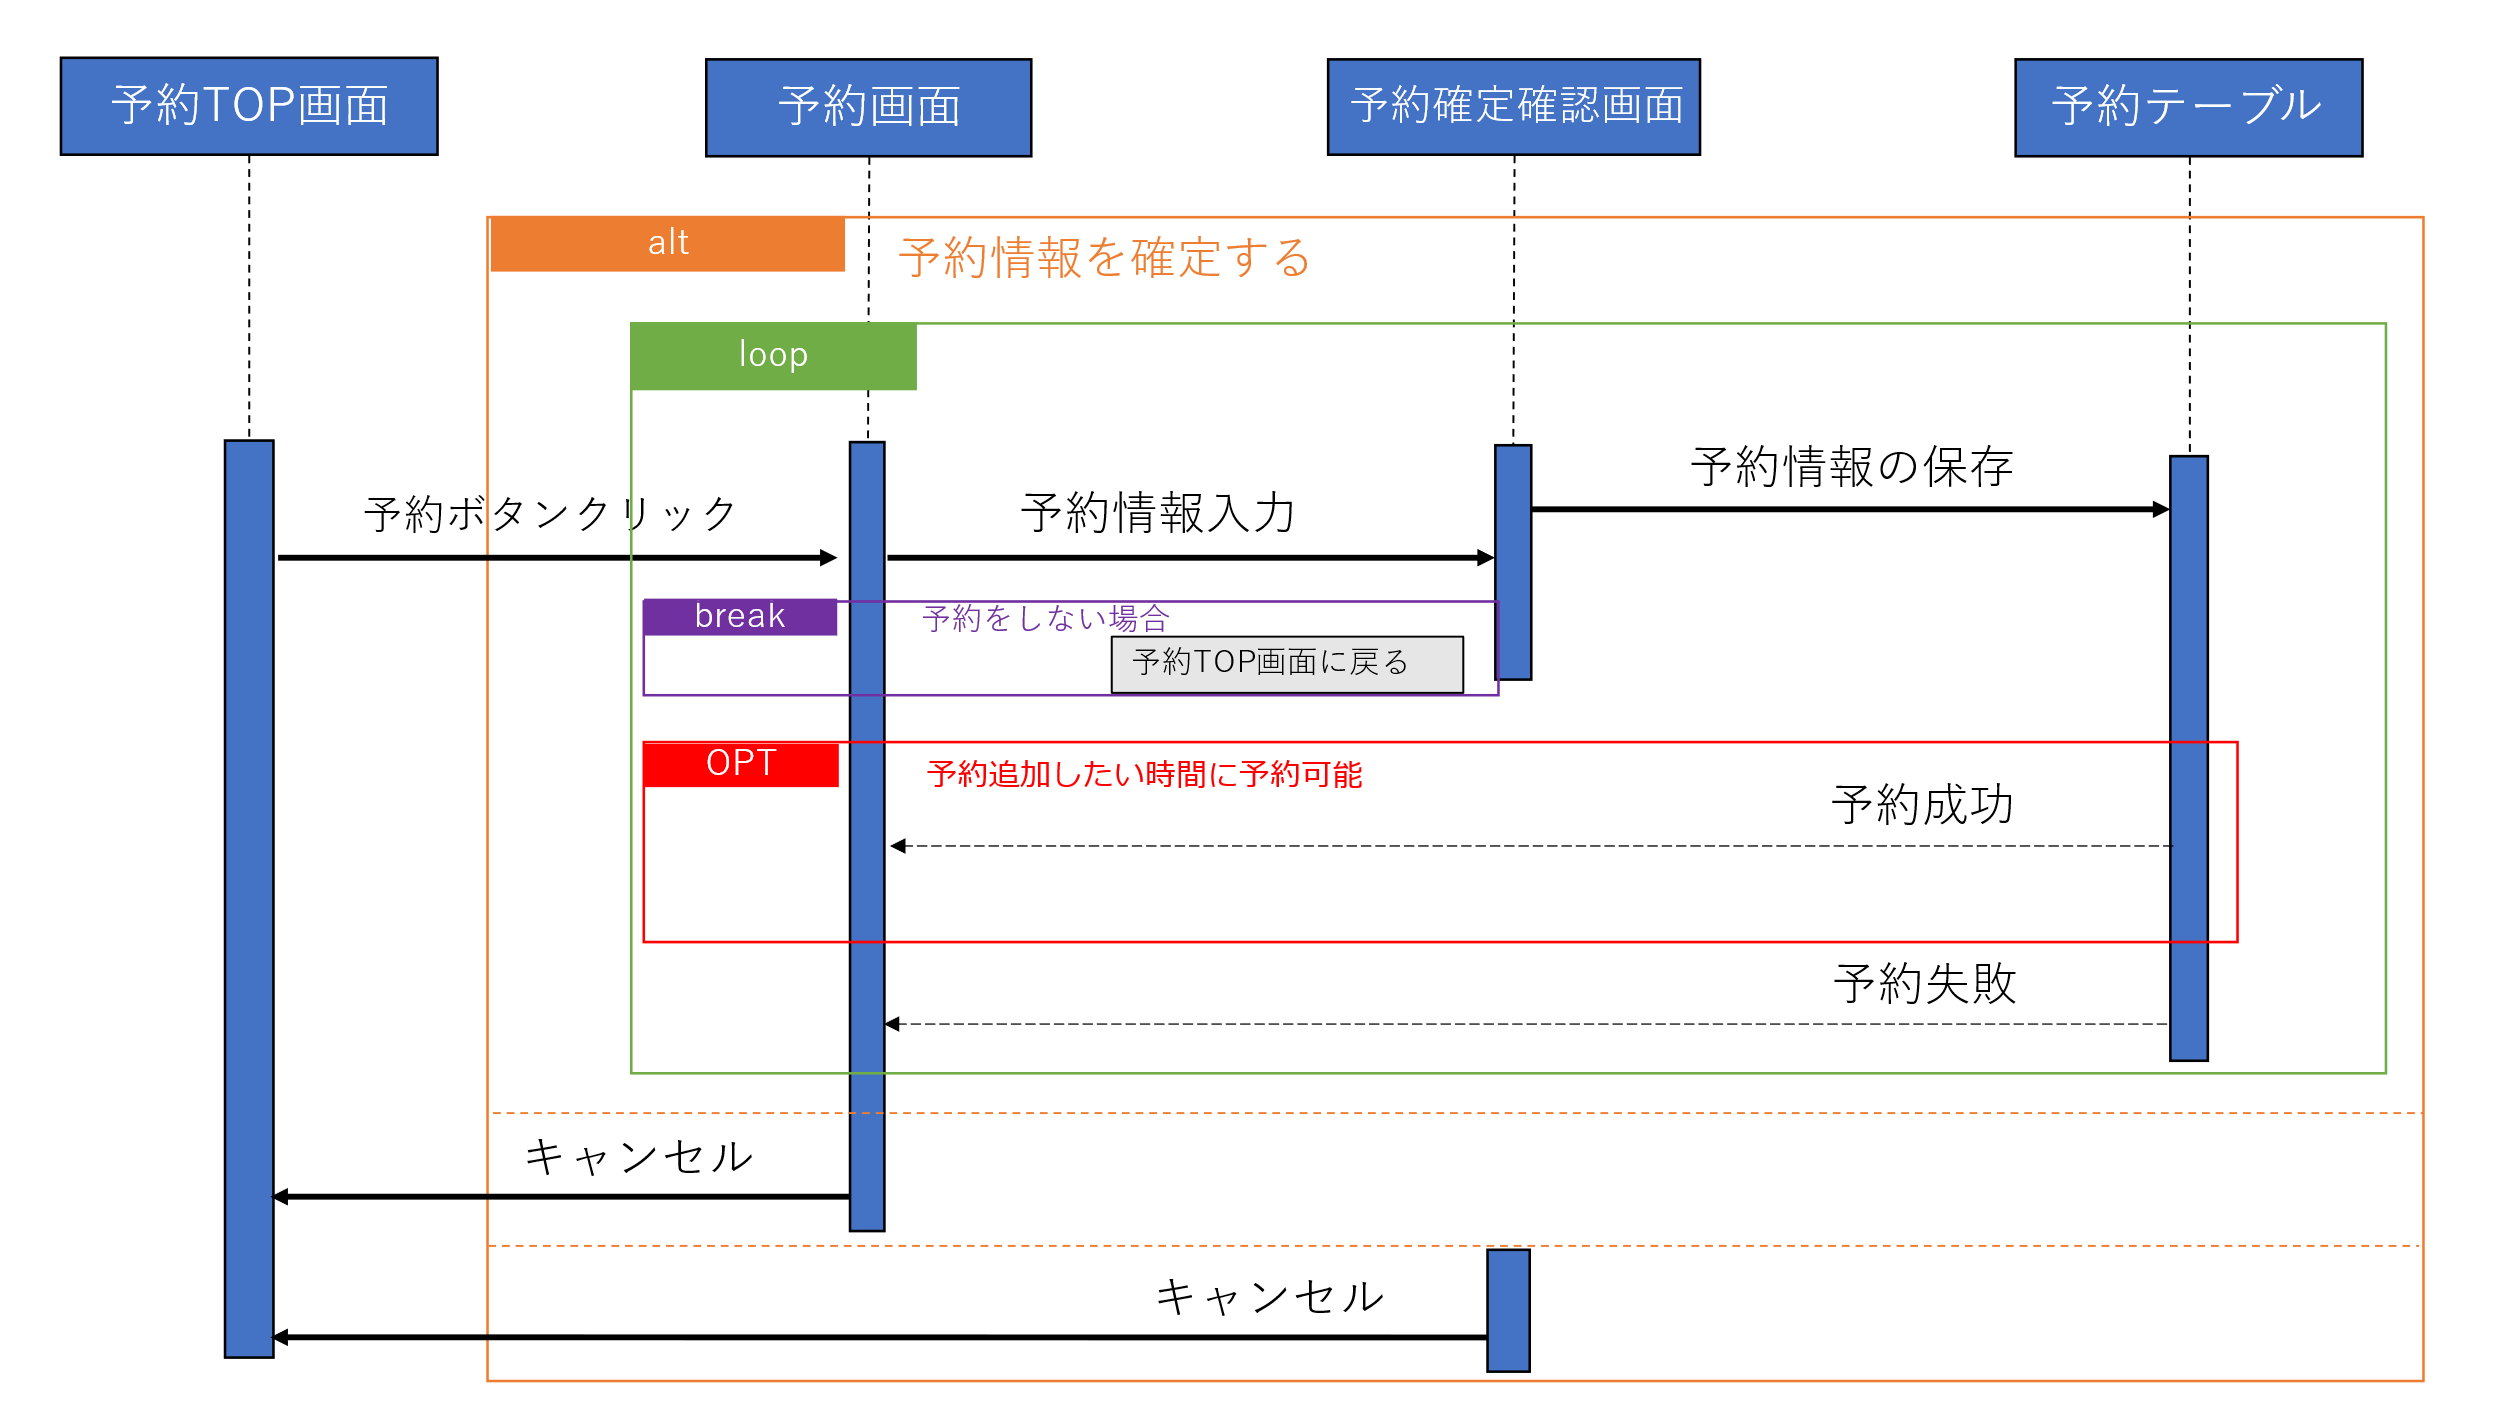 予約TOP画面
予約画面
予約確定確認画面
予約テーブル
alt
予約情報を確定する
loop
予約ボタンクリック
予約情報入力
予約情報の保存
break
予約をしない場合
予約TOP画面に戻る
OPT
予約追加したい時間に予約可能
予約成功
予約失敗
キャンセル
キャンセル